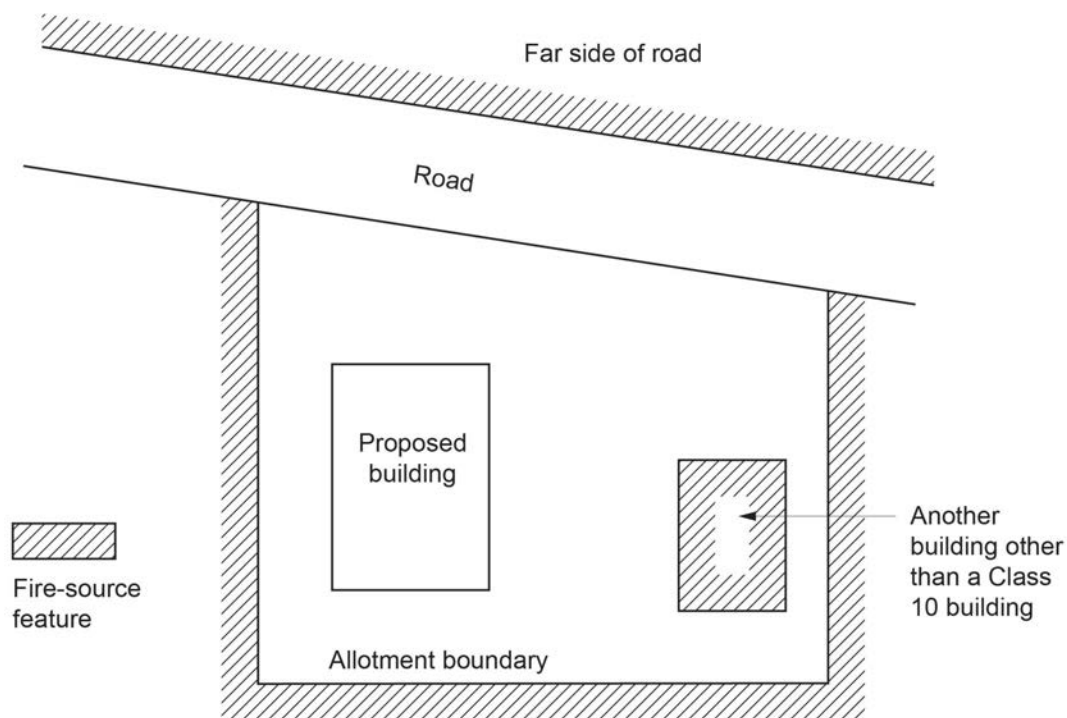 Far side of road
Road
Proposed
building
Another
building other
than a Class
10 building
Fire-source
feature
Allotment boundary